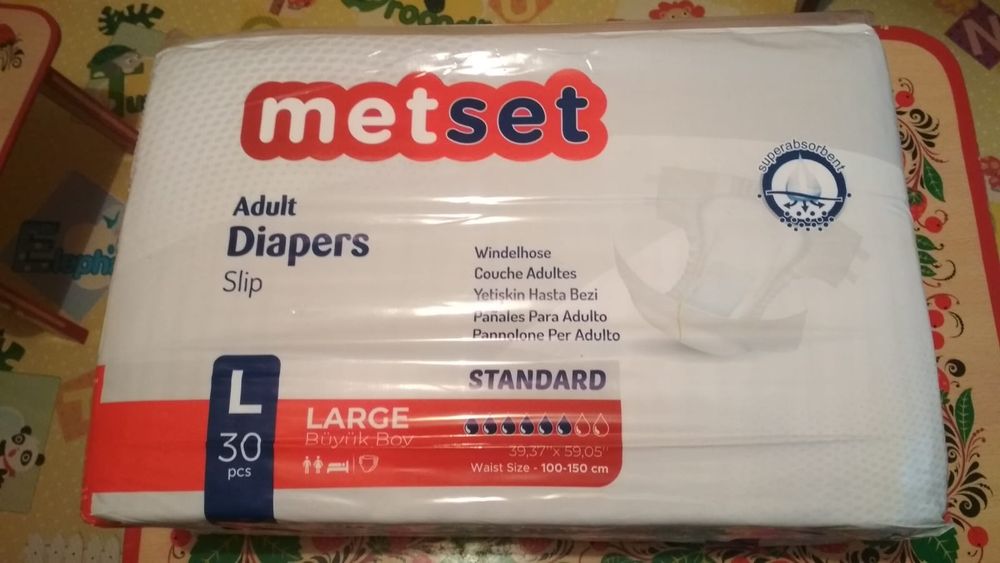 metset
superabsorbent
Adult
Diapers
Slip
Windelhose
Couche Adultes
Yetişkin Hasta Bezi
Pañales Para Adulto
Pannolone Per Adulto
L
30
pcs
LARGE
Büyük Boy
STANDARD
39,37" x 59,05"
Waist Size - 100-150 cm
Elepha
N